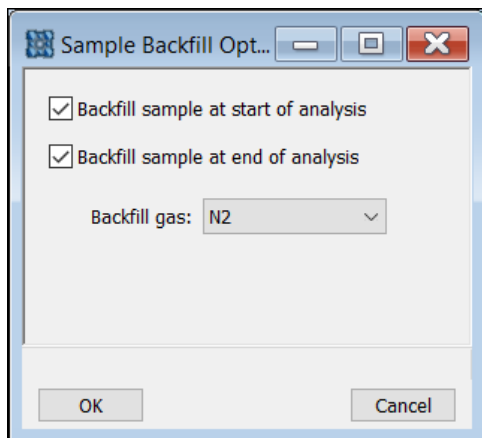 Sample Backfill Opt...
Backfill sample at start of analysis
Backfill sample at end of analysis
Backfill gas: N2
OK Cancel